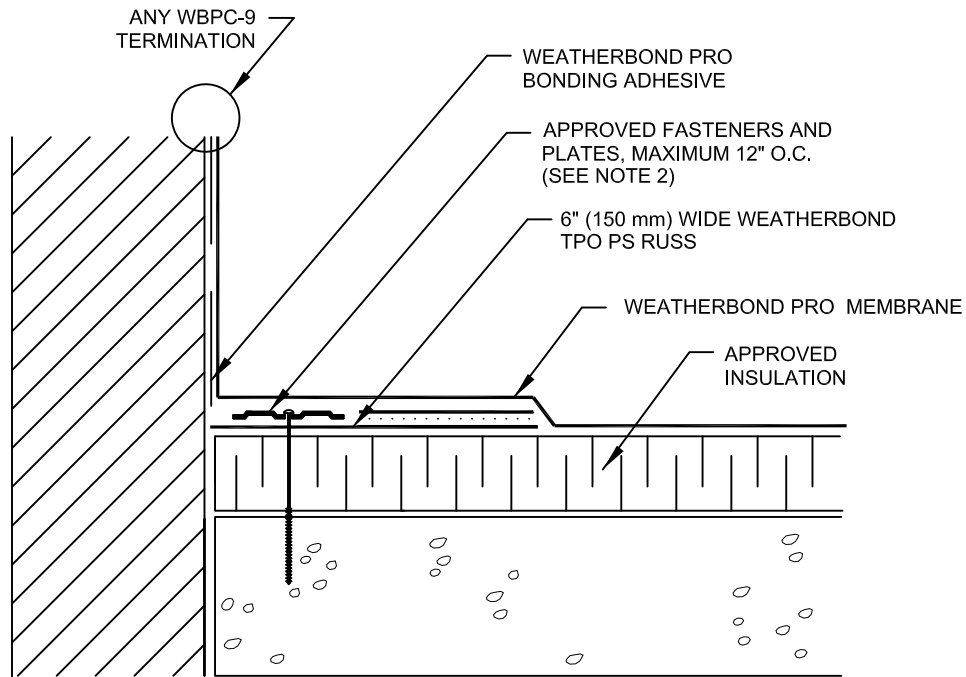 ANY WBPC-9
TERMINATION
WEATHERBOND PRO
BONDING ADHESIVE
APPROVED FASTENERS AND
PLATES, MAXIMUM 12" O.C.
(SEE NOTE 2)
6" (150 mm) WIDE WEATHERBOND
TPO PS RUSS
WEATHERBOND PRO MEMBRANE
APPROVED
INSULATION